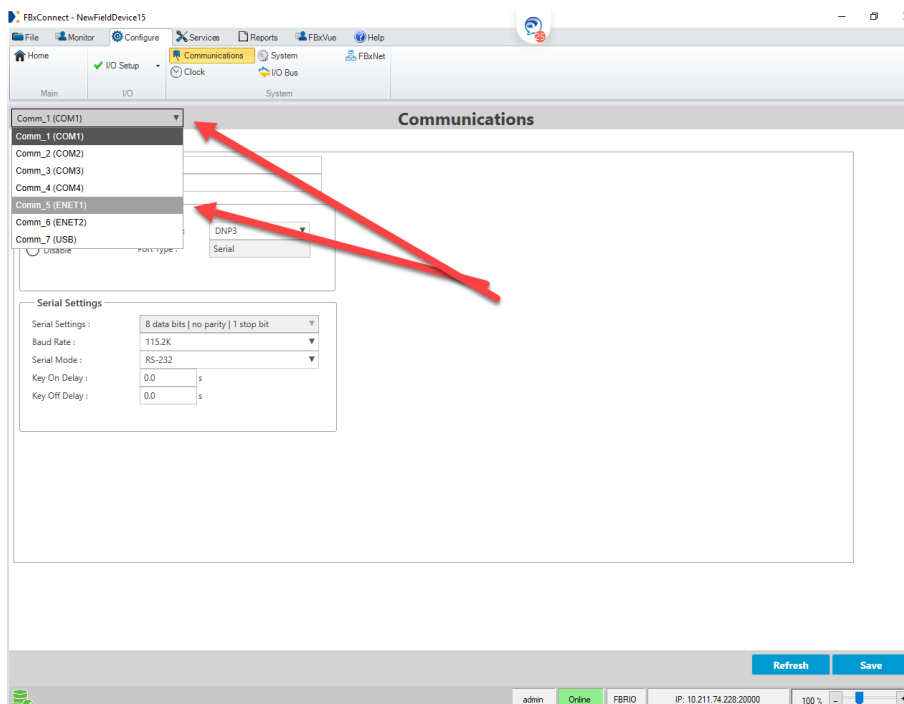 FBxConnect - NewFieldDevice15
File Monitor Configure Services Reports FBxVue Help
25
Home I/O Setup Communications System FBxNet
Clock I/O Bus
Main I/O System
Comm_1 (COM1) Communications
Comm_1 (COM1)
Comm_2 (COM2)
Comm_3 (COM3)
Comm_4 (COM4)
Comm_5 (ENET1)
Comm_6 (ENET2)
: DNP3
Comm_7 (USB)
Disable Port Type : Serial
Serial Settings
Serial Settings : 8 data bits | no parity | 1 stop bit
Baud Rate : 115.2K
Serial Mode : RS-232
Key On Delay : 0.0 s
Key Off Delay : 0.0 s
Refresh Save
admin Online FBRIO IP: 10.211.74.228:20000 100 % - +